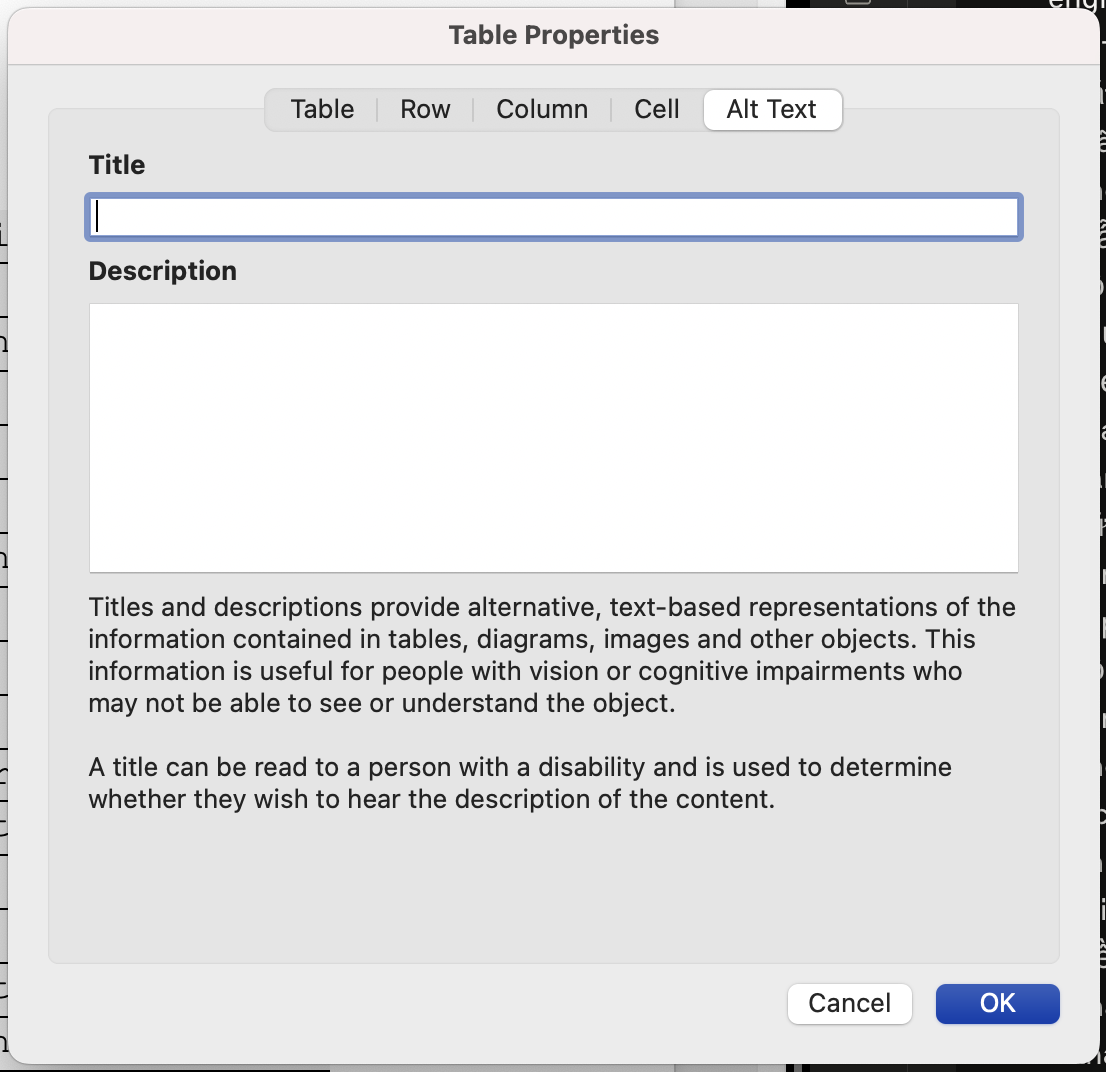 Table Properties
Table Row Column Cell Alt Text
Title
Description
Titles and descriptions provide alternative, text-based representations of the
information contained in tables, diagrams, images and other objects. This
information is useful for people with vision or cognitive impairments who
may not be able to see or understand the object.
A title can be read to a person with a disability and is used to determine
whether they wish to hear the description of the content.
Cancel OK